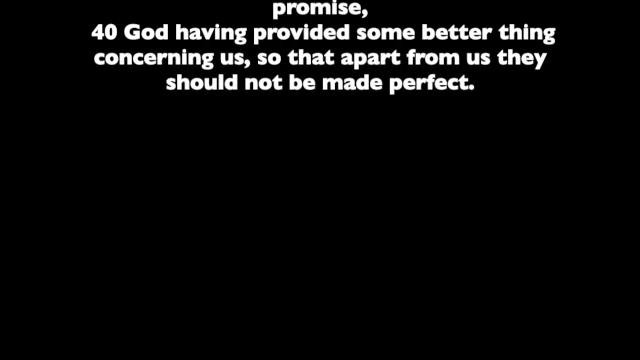 promise,
40 God having provided some better thing
concerning us, so that apart from us they
should not be made perfect.